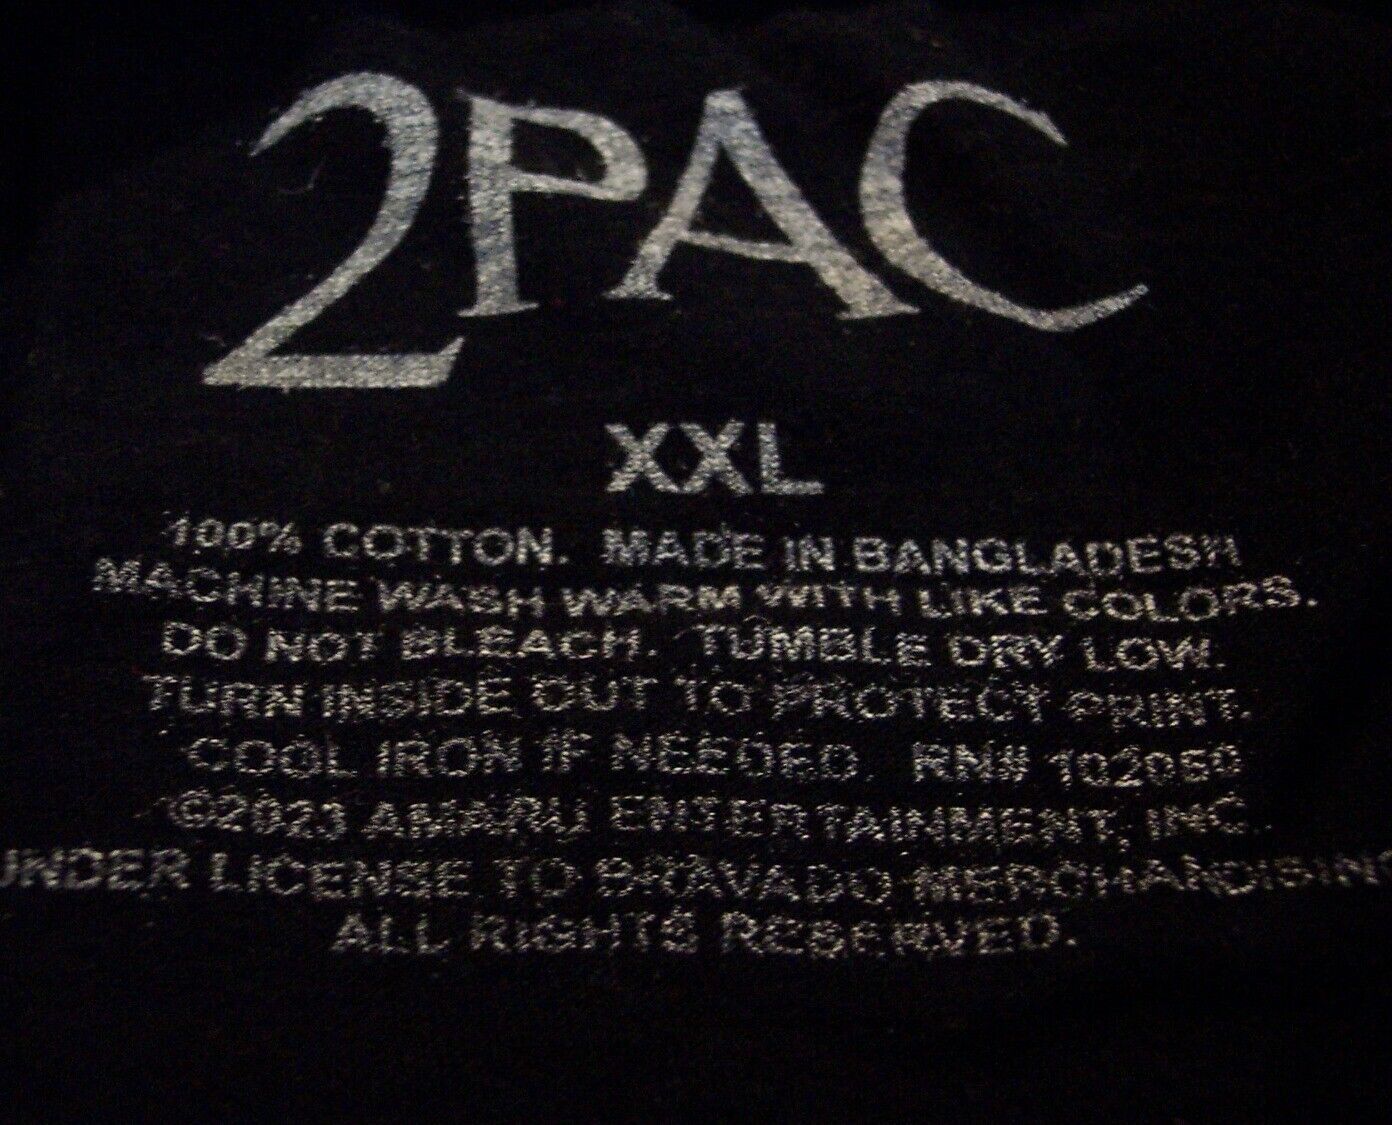 2PAC
XXL
100% COTTON. MADE IN BANGLADESH
MACHINE WASH WARM WITH LIKE COLORS.
DO NOT BLEACH. TUMBLE DRY LOW.
TURN INSIDE OUT TO PROTECT PRINT.
COOL IRON IF NEEDED. RN# 102050
©2023 AMARU ENTERTAINMENT, INC.
UNDER LICENSE TO BRAVADO MERCHANDISING
ALL RIGHTS RESERVED.